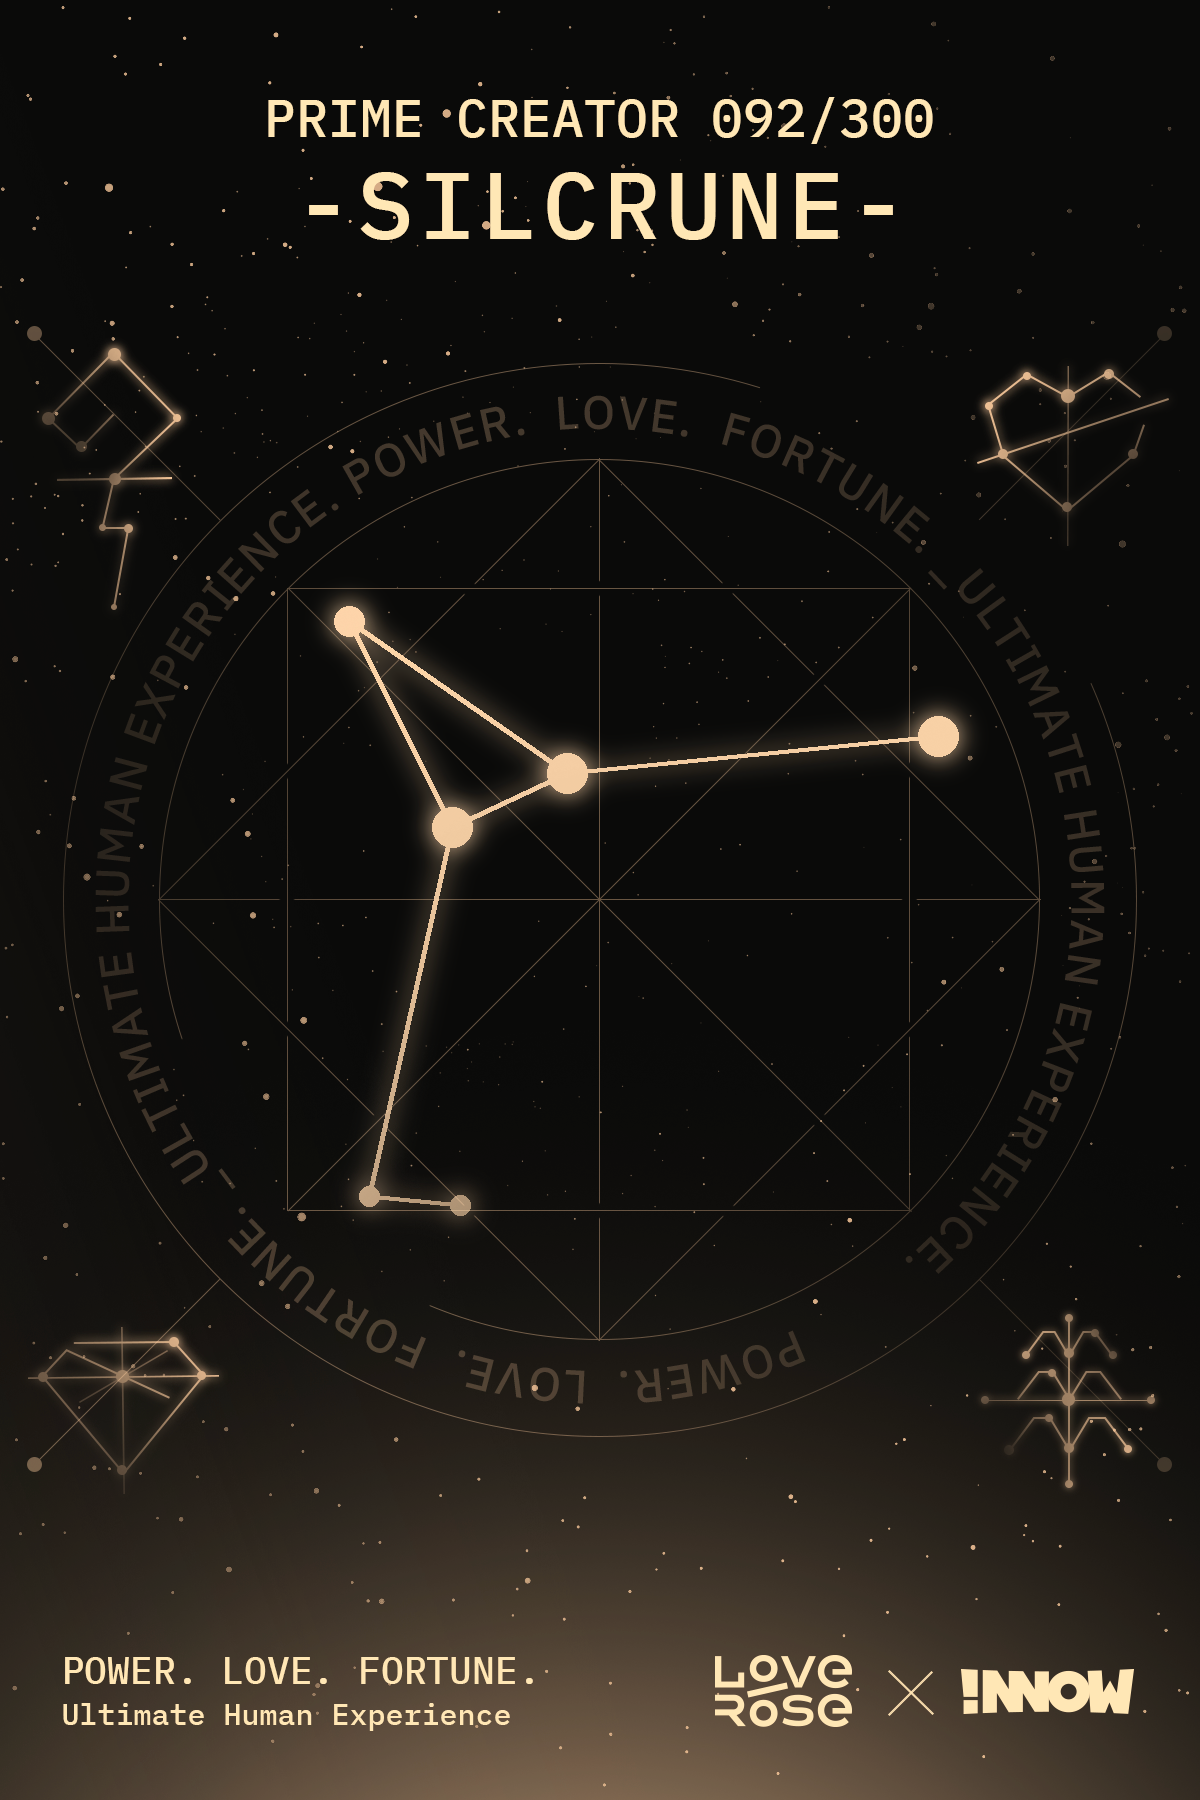 PRIME CREATOR 092/300
-SILCRUNE-
POWER. LOVE. FORTUNE. – ULTIMATE HUMAN EXPERIENCE.
POWER. LOVE. FORTUNE. – ULTIMATE HUMAN EXPERIENCE.
POWER. LOVE. FORTUNE.
Ultimate Human Experience
LOVE
ROSE
!NNOW